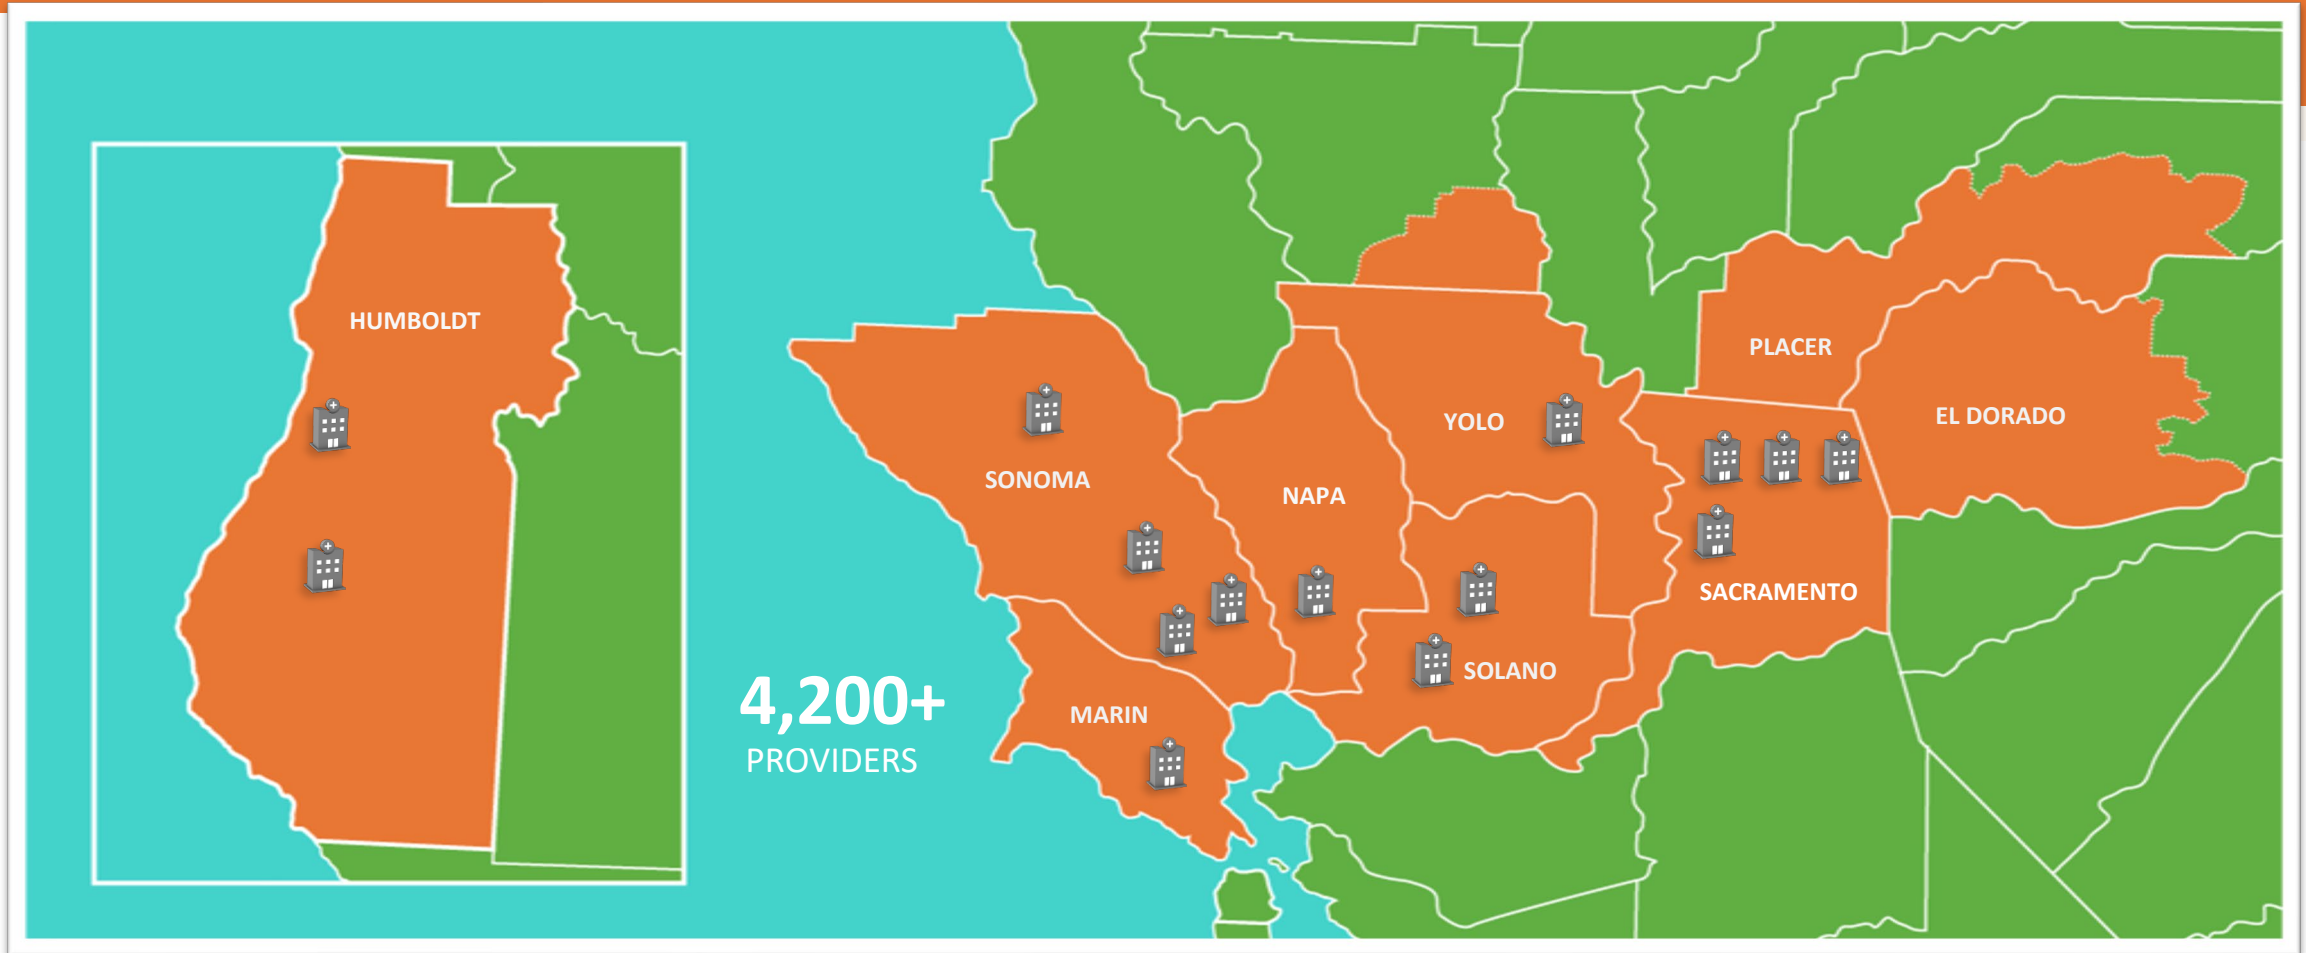 HUMBOLDT
PLACER
EL DORADO
YOLO
SONOMA
NAPA
SACRAMENTO
SOLANO
MARIN
4,200+
PROVIDERS